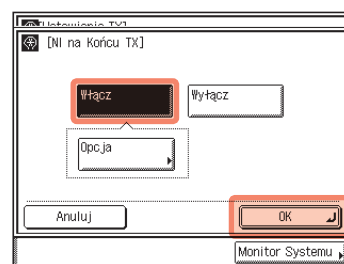 [NI na Końcu TX]
Włącz
Wyłącz
Opcja
Anuluj
OK
Monitor Systemu